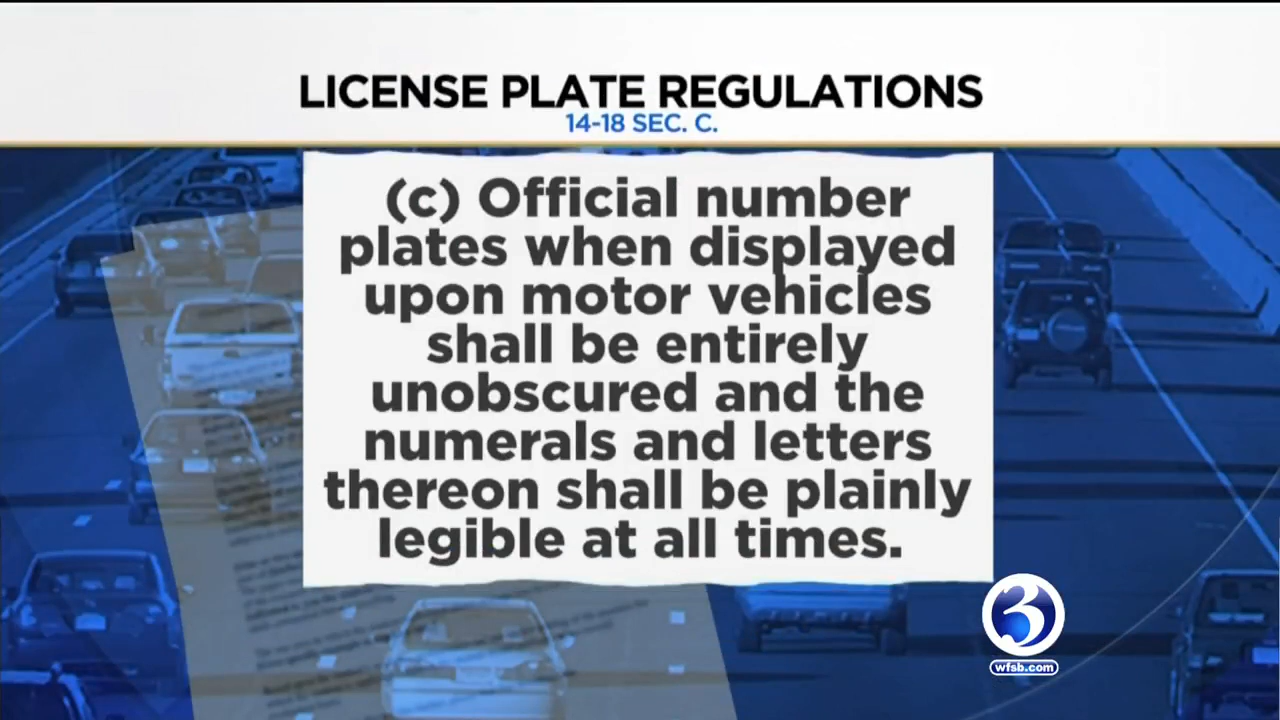 LICENSE PLATE REGULATIONS
14-18 SEC. C.
(c) Official number
plates when displayed
upon motor vehicles
shall be entirely
unobscured and the
numerals and letters
thereon shall be plainly
legible at all times.
3
wfsb.com